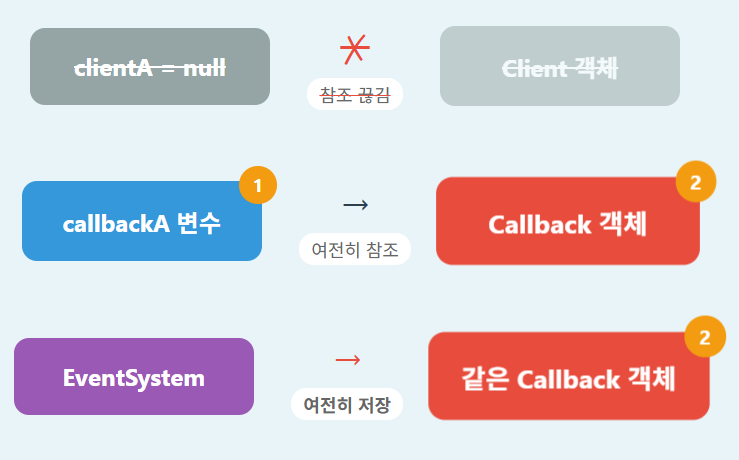 clientA = null
참조 끊김
Client 객체
1
callbackA 변수
→
여전히 참조
2
Callback 객체
EventSystem
→
여전히 저장
2
같은 Callback 객체